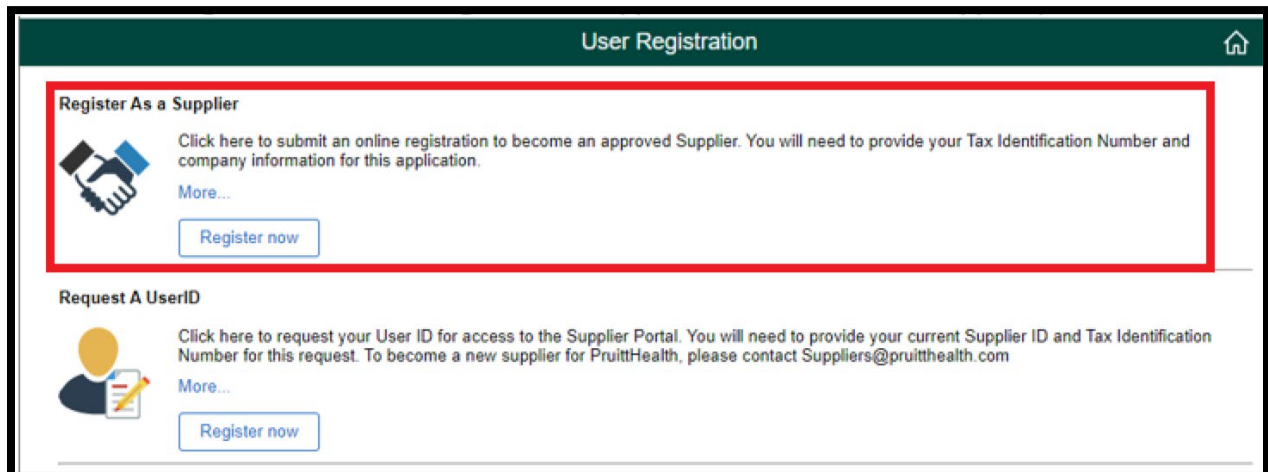 User Registration
Register As a Supplier
Click here to submit an online registration to become an approved Supplier. You will need to provide your Tax Identification Number and
company information for this application.
More...
Register now
Request A UserID
Click here to request your User ID for access to the Supplier Portal. You will need to provide your current Supplier ID and Tax Identification
Number for this request. To become a new supplier for PruittHealth, please contact Suppliers@pruitthealth.com
More...
Register now